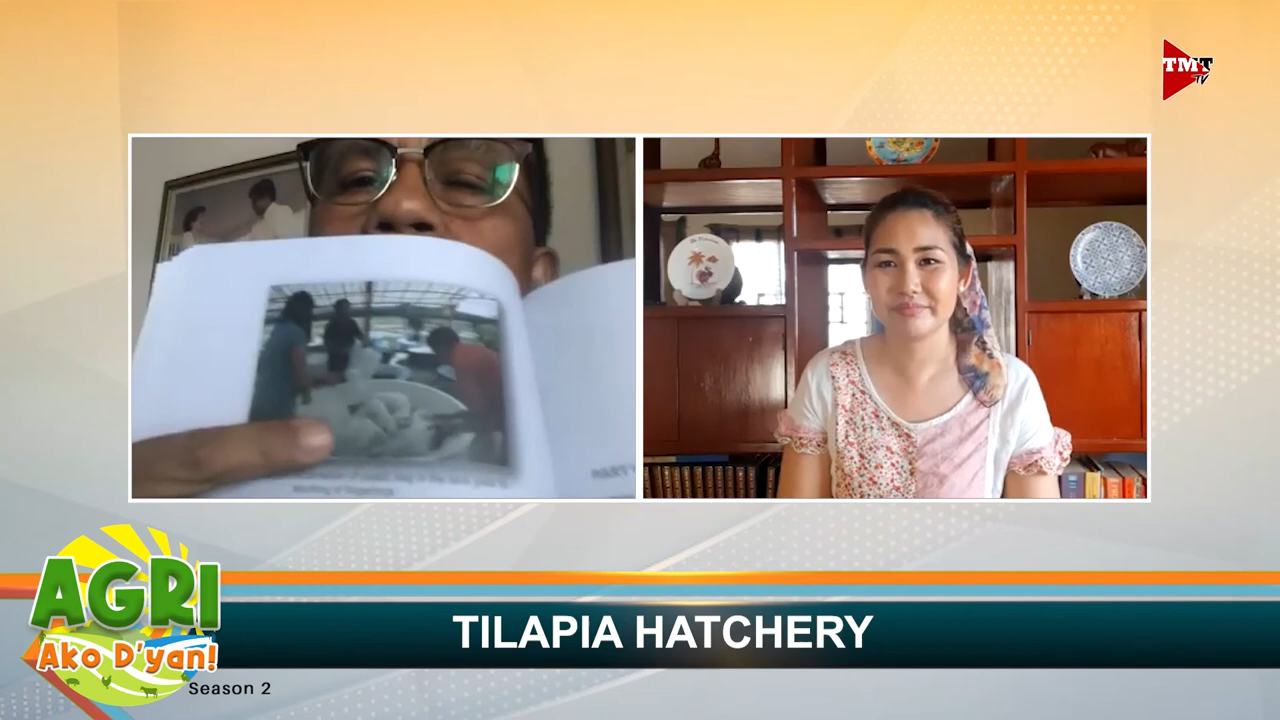 TMT
TV
TILAPIA HATCHERY
AGRI
Ako D'yan!
Season 2